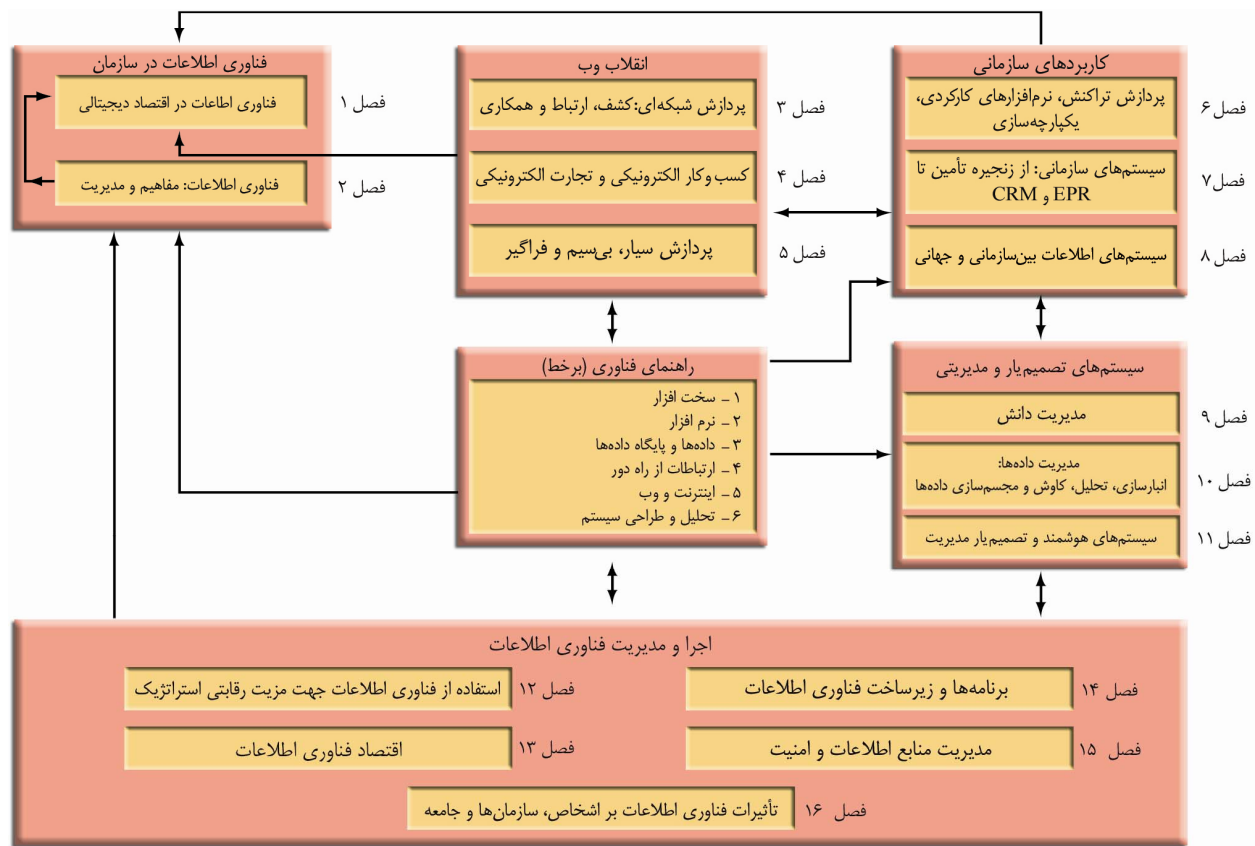 فناوری اطلاعات در سازمان
فصل ۱
فناوری اطاعات در اقتصاد دیجیتالی
فصل ۲
فناوری اطلاعات: مفاهیم و مدیریت
انقلاب وب
فصل ۳
پردازش شبکه‌ای:کشف، ارتباط و همکاری
فصل ۴
کسب‌وکار الکترونیکی و تجارت الکترونیکی
فصل ۵
پردازش سیار، بی‌سیم و فراگیر
کاربردهای سازمانی
فصل ۶
پردازش تراکنش، نرم‌افزارهای کارکردی،
یکپارچه‌سازی
فصل ۷
سیستم‌های سازمانی: از زنجیره تأمین تا
EPR و CRM
فصل ۸
سیستم‌های اطلاعات بین‌سازمانی و جهانی
راهنمای فناوری (برخط)
۱ – سخت افزار
۲ – نرم افزار
۳ – داده‌ها و پایگاه داده‌ها
۴ – ارتباطات از راه دور
۵ – اینترنت و وب
۶ – تحلیل و طراحی سیستم
سیستم‌های تصمیم‌یار و مدیریتی
فصل ۹
مدیریت دانش
فصل ۱۰
مدیریت داده‌ها:
انبارسازی، تحلیل، کاوش و مجسم‌سازی داده‌ها
فصل ۱۱
سیستم‌های هوشمند و تصمیم‌یار مدیریت
اجرا و مدیریت فناوری اطلاعات
فصل ۱۲
استفاده از فناوری اطلاعات جهت مزیت رقابتی استراتژیک
فصل ۱۳
اقتصاد فناوری اطلاعات
فصل ۱۴
برنامه‌ها و زیرساخت فناوری اطلاعات
فصل ۱۵
مدیریت منابع اطلاعات و امنیت
فصل ۱۶
تأثیرات فناوری اطلاعات بر اشخاص، سازمان‌ها و جامعه